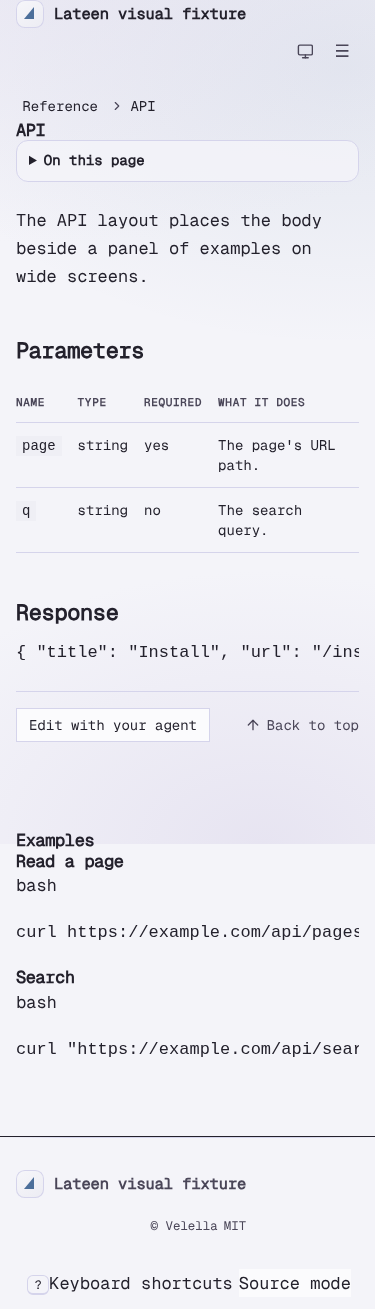 Lateen visual fixture
Reference > API
API
On this page
The API layout places the body
beside a panel of examples on
wide screens.
Parameters
NAME TYPE REQUIRED WHAT IT DOES
page string yes The page's URL
path.
q string no The search
query.
Response
{ "title": "Install", "url": "/ins
Edit with your agent ↑ Back to top
Examples
Read a page
bash
curl https://example.com/api/pages
Search
bash
curl "https://example.com/api/sear
Lateen visual fixture
© Velella MIT
? Keyboard shortcuts Source mode